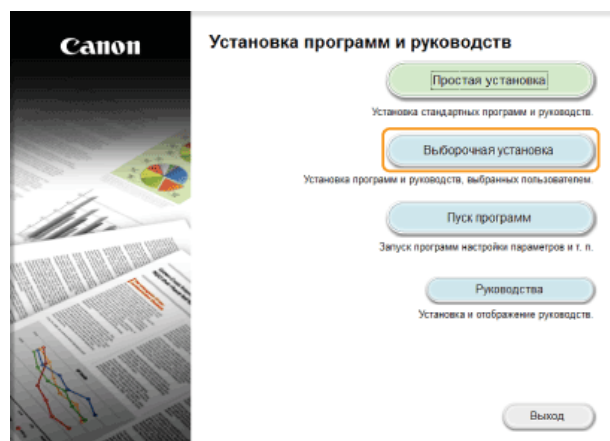 Canon
Установка программ и руководств
Простая установка
Установка стандартных программ и руководств.
Выборочная установка
Установка программ и руководств, выбранных пользователем.
Пуск программ
Запуск программ настройки параметров и т. п.
Руководства
Установка и отображение руководств.
Выход